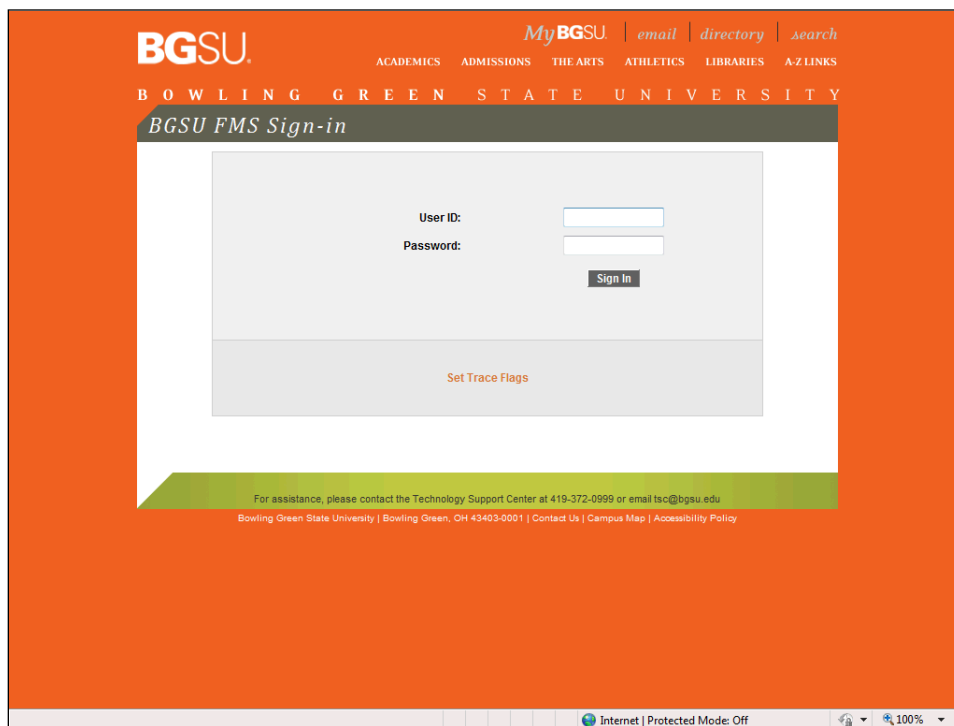 BGSU.
MyBGSU. | email | directory | search
ACADEMICS ADMISSIONS THE ARTS ATHLETICS LIBRARIES A-Z LINKS
BOWLING GREEN STATE UNIVERSITY
BGSU FMS Sign-in
User ID:
Password:
Sign In
Set Trace Flags
For assistance, please contact the Technology Support Center at 419-372-0999 or email tsc@bgsu.edu
Bowling Green State University | Bowling Green, OH 43403-0001 | Contact Us | Campus Map | Accessibility Policy
Internet | Protected Mode: Off 100%